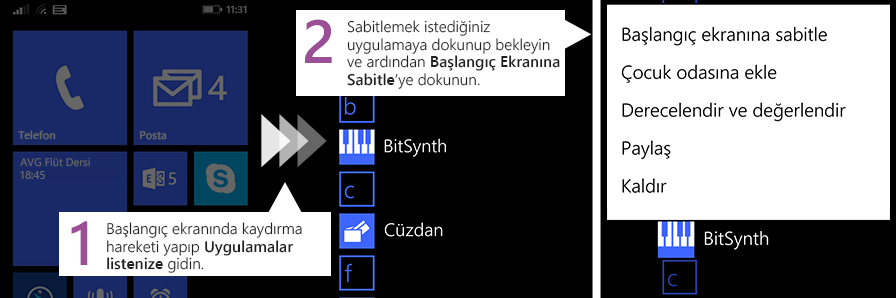 11:31
4
Telefon
Posta
AVG Flüt Dersi
18:45
5
1
Başlangıç ekranında kaydırma
hareketi yapıp Uygulamalar
listenize gidin.
2
Sabitlemek istediğiniz
uygulamaya dokunup bekleyin
ve ardından Başlangıç Ekranına
Sabitle'ye dokunun.
b
BitSynth
c
Cüzdan
f
Başlangıç ekranına sabitle
Çocuk odasına ekle
Derecelendir ve değerlendir
Paylaş
Kaldır
BitSynth
c